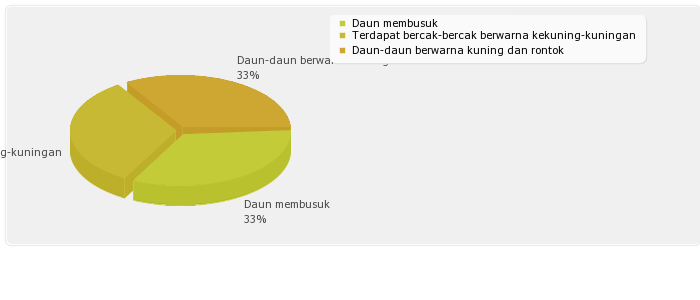 Daun membusuk
Terdapat bercak-bercak berwarna kekuning-kuningan
Daun-daun berwarna kuning dan rontok
Daun-daun
33%
g-kuningan
Daun membusuk
33%